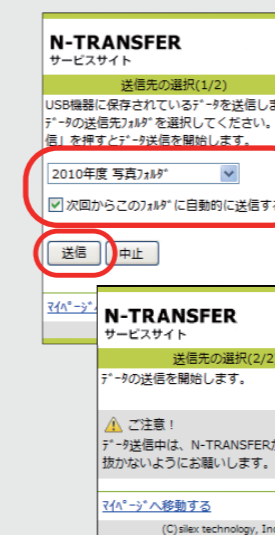 N-TRANSFER
サービスサイト
送信先の選択(1/2)
USB機器に保存されているﾃﾞｰﾀを送信しま
ﾃﾞｰﾀの送信先ﾌｫﾙﾀﾞを選択してください。
信」を押すとﾃﾞｰﾀ送信を開始します。
2010年度 写真ﾌｫﾙﾀﾞ
次回からこのﾌｫﾙﾀﾞに自動的に送信する
送信 中止
ﾏｲﾍﾟｰｼﾞ
N-TRANSFER
サービスサイト
送信先の選択(2/2
ﾃﾞｰﾀの送信を開始します。
ご注意！
ﾃﾞｰﾀ送信中は、N-TRANSFERが
抜かないようにお願いします。
ﾏｲﾍﾟｰｼﾞへ移動する
(C)silex technology, Inc